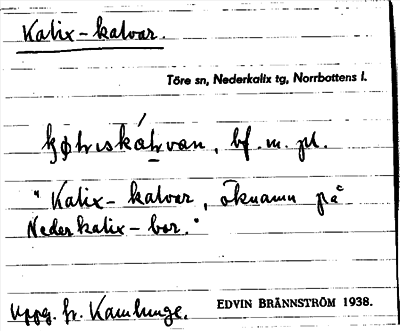 Kalix-kalvar.
Töre sn, Nederkalix tg, Norrbottens l.
bf. m. pl.
"Kalix-kalvar, öknamn på
Nederkalix-bor."
Uppg. fr. Kamlunge. EDVIN BRÄNNSTRÖM 1938.